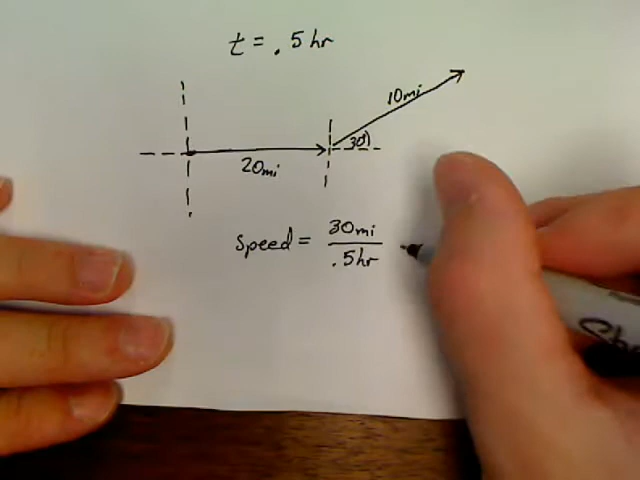 t = .5 hr
10mi
30°
20mi
Speed = 30mi
.5hr